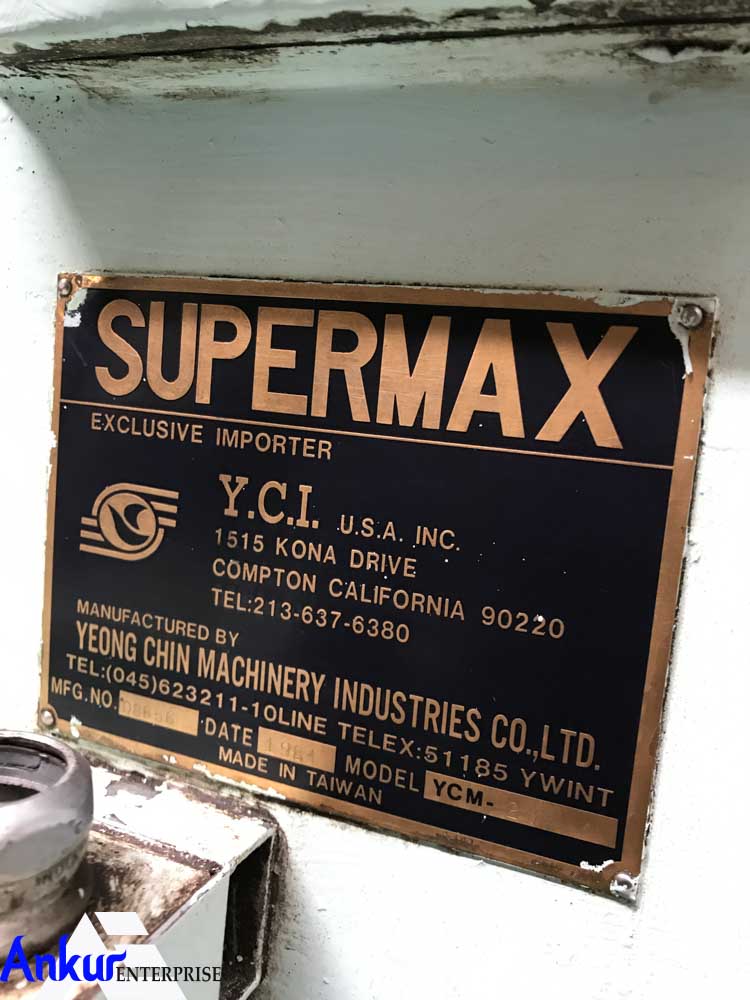 SUPERMAX
EXCLUSIVE IMPORTER
Y.C.I. U.S.A. INC.
1515 KONA DRIVE
COMPTON CALIFORNIA 90220
TEL:213-637-6380
MANUFACTURED BY
YEONG CHIN MACHINERY INDUSTRIES CO.,LTD.
TEL:(045)623211-10LINE TELEX:51185 YWINT
MFG.NO. DATE 1981 MODEL YCM-
MADE IN TAIWAN
Ankur ENTERPRISE